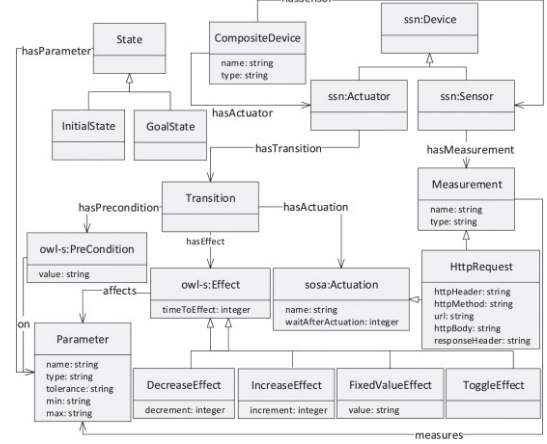 hasSensor
State
CompositeDevice
name: string
type: string
ssn:Device
hasParameter
InitialState
GoalState
hasActuator
ssn:Actuator
ssn:Sensor
hasTransition
hasMeasurement
Transition
Measurement
name: string
type: string
hasPrecondition
hasActuation
hasEffect
owl-s:PreCondition
value: string
owl-s:Effect
timeToEffect: integer
sosa:Actuation
name: string
waitAfterActuation: integer
HttpRequest
httpHeader: string
httpMethod: string
url: string
httpBody: string
responseHeader: string
affects
on
Parameter
name: string
type: string
tolerance: string
min: string
max: string
DecreaseEffect
decrement: integer
IncreaseEffect
increment: integer
FixedValueEffect
value: string
ToggleEffect
measures